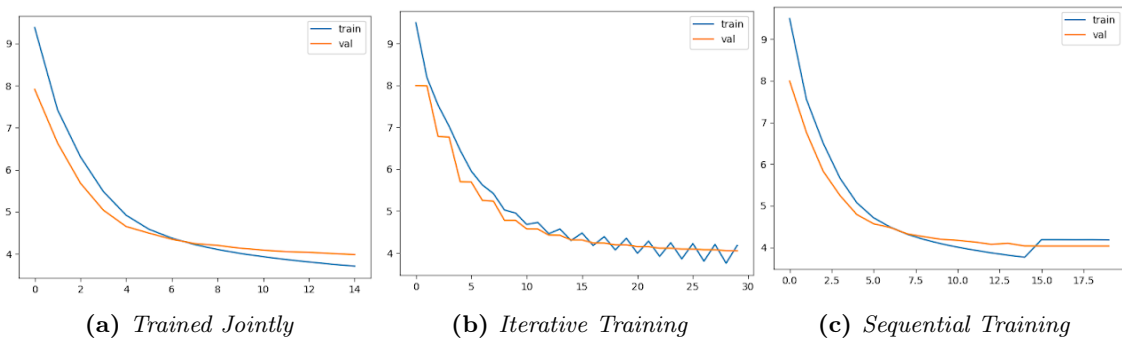 train
val
9
8
7
6
5
4
0 2 4 6 8 10 12 14
(a) Trained Jointly
train
val
9
8
7
6
5
4
0 5 10 15 20 25 30
(b) Iterative Training
train
val
9
8
7
6
5
4
0.0 2.5 5.0 7.5 10.0 12.5 15.0 17.5
(c) Sequential Training